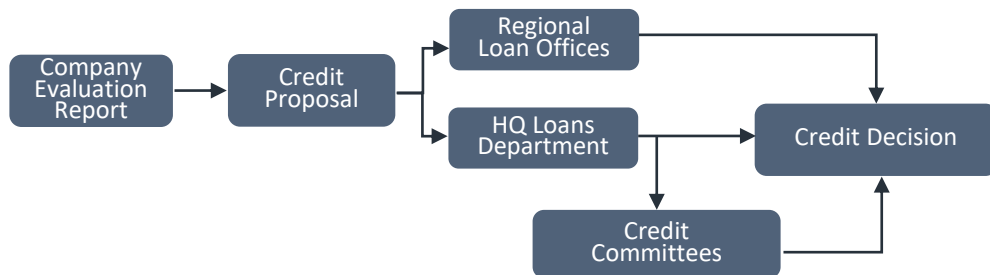 Company
Evaluation
Report
Credit
Proposal
Regional
Loan Offices
HQ Loans
Department
Credit
Committees
Credit Decision